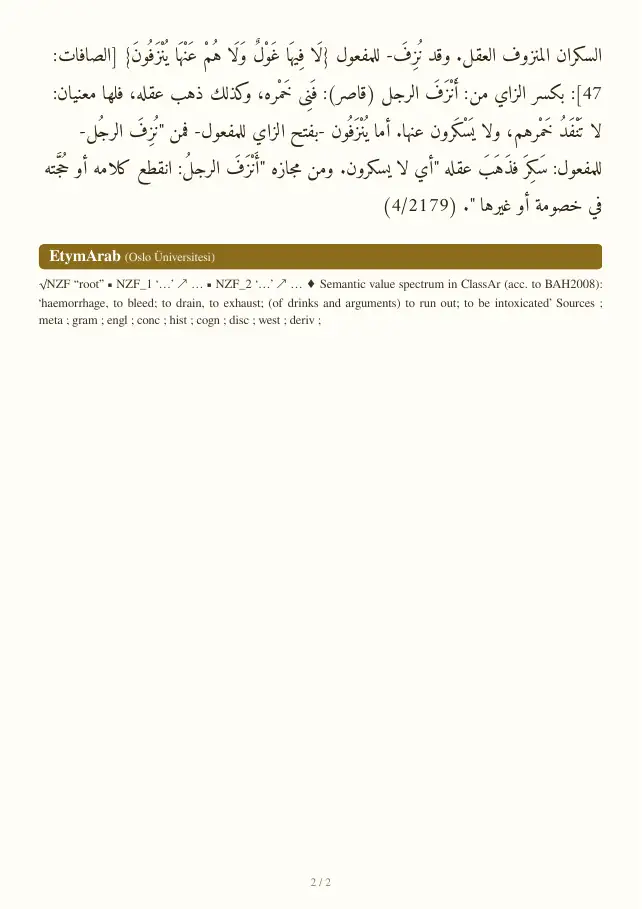 السكران المنزوف العقل. وقد نُزِفَ- للمفعول {لَا فِيهَا غَوْلٌ وَلَا هُمْ عَنْهَا يُنْزَفُونَ} [الصافات:
47]: بكسر الزاي من: أَنْزَفَ الرجل (قاصر): فَنِى خَمْره، وكذلك ذهب عقله، فلها معنيان:
لا تَنْفَدُ خَمْرهم، ولا يَسْكَرون عنها. أما يُنْزَفُون -بفتح الزاي للمفعول- فمن "نُزِفَ الرجُل-
للمفعول: سَكِرَ فذَهَبَ عقله "أي لا يسكرون. ومن مجازه "أَنْزَفَ الرجلُ: انقطع كلامه أو حُجَّته
في خصومة أو غيرها ". (4/2179)
EtymArab (Oslo Üniversitesi)
√NZF “root” ▪ NZF_1 ‘…’ ↗ … ▪ NZF_2 ‘…’ ↗ … ♦ Semantic value spectrum in ClassAr (acc. to BAH2008):
‘haemorrhage, to bleed; to drain, to exhaust; (of drinks and arguments) to run out; to be intoxicated’ Sources ;
meta ; gram ; engl ; conc ; hist ; cogn ; disc ; west ; deriv ;
2 / 2